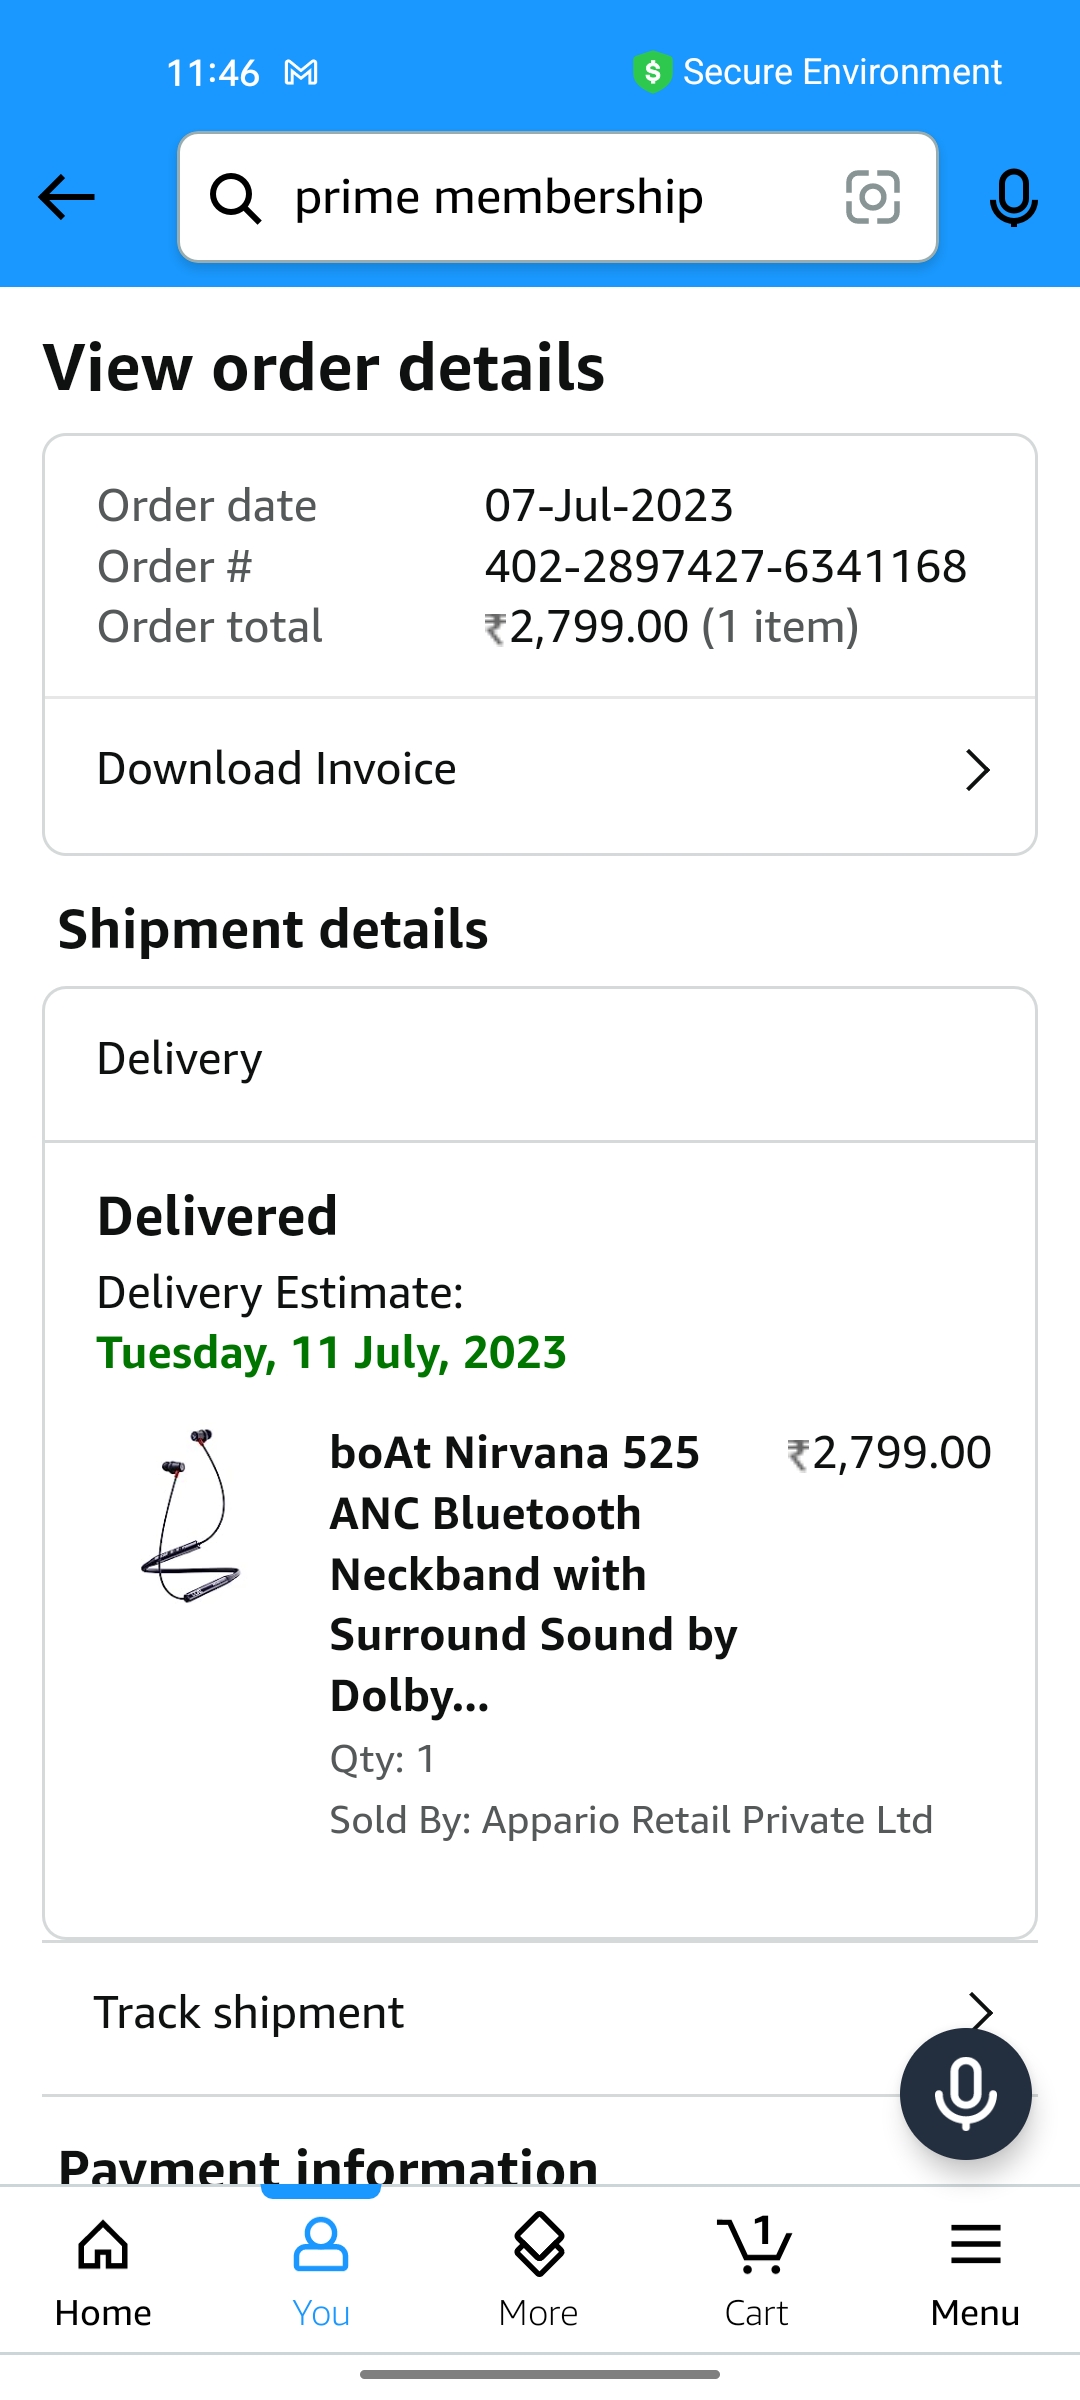 11:46 Secure Environment
prime membership
View order details
Order date 07-Jul-2023
Order # 402-2897427-6341168
Order total ₹2,799.00 (1 item)
Download Invoice
Shipment details
Delivery
Delivered
Delivery Estimate:
Tuesday, 11 July, 2023
boAt Nirvana 525 ₹2,799.00
ANC Bluetooth
Neckband with
Surround Sound by
Dolby...
Qty: 1
Sold By: Appario Retail Private Ltd
Track shipment
Payment information
1
Home You More Cart Menu